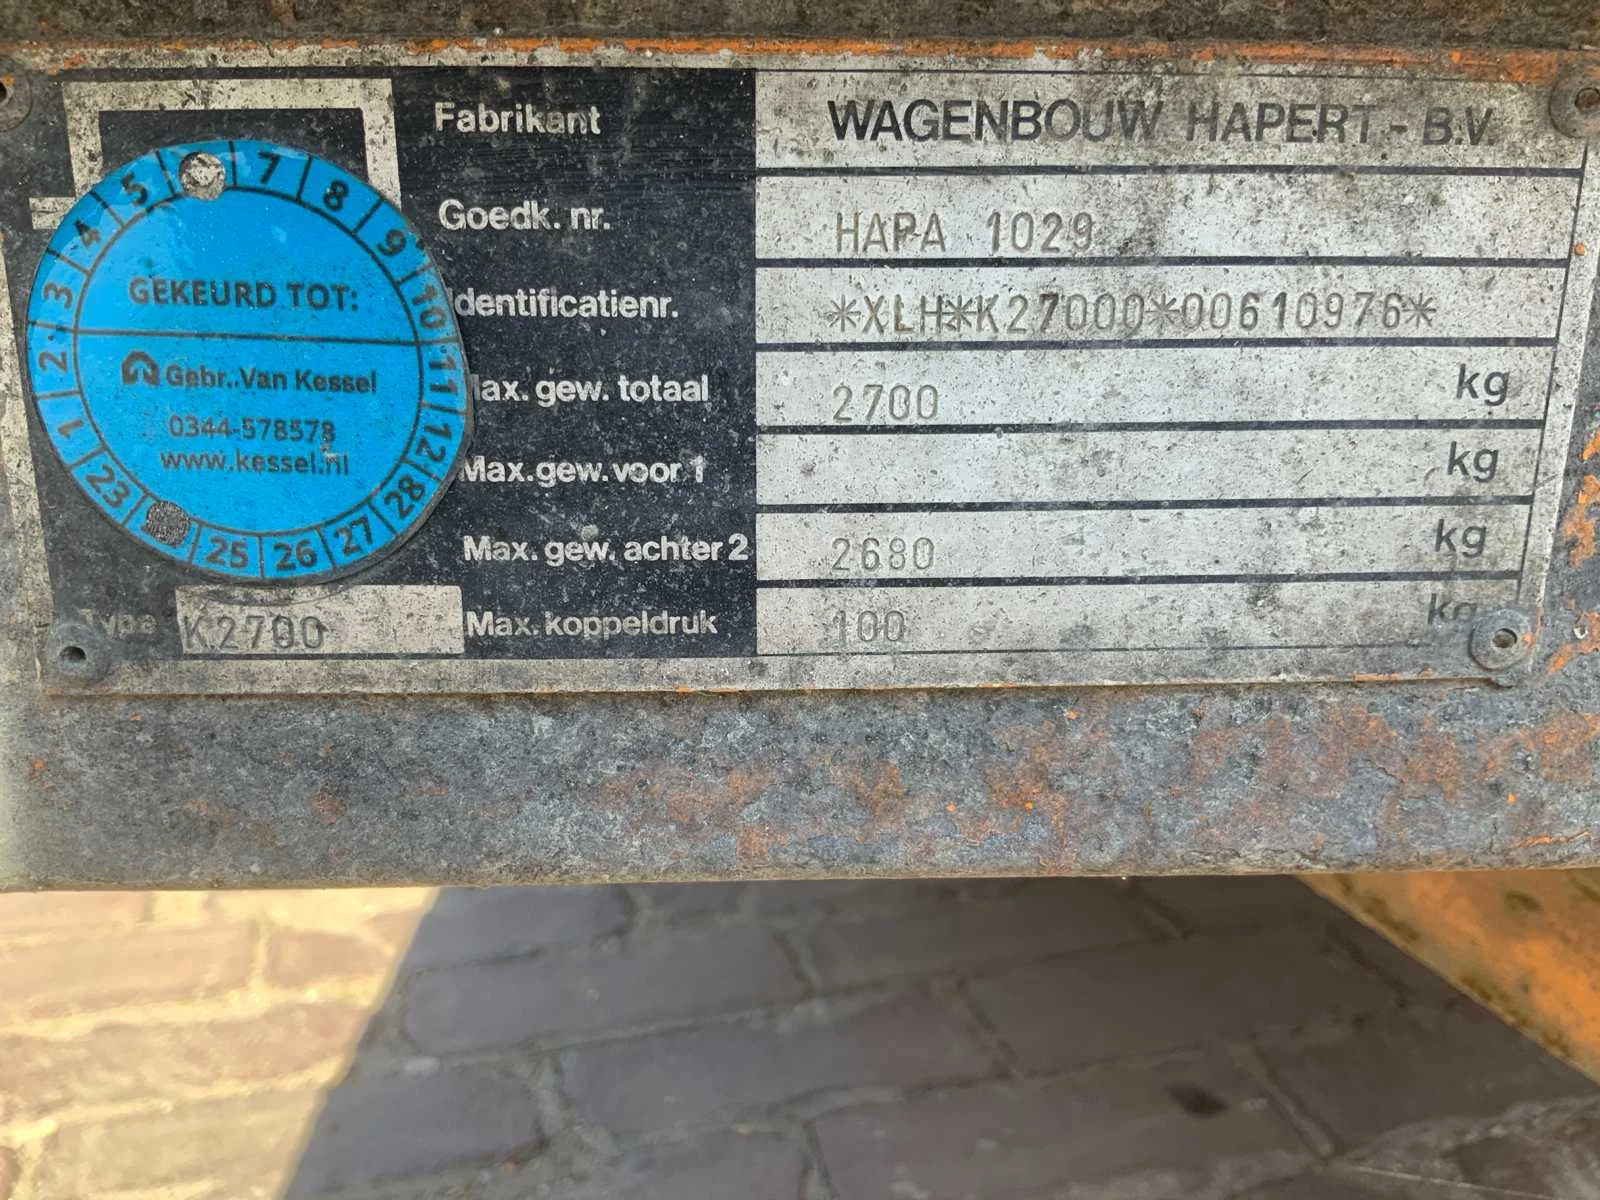 Fabrikant WAGENBOUW HAPERT - B.V.
Goedk. nr. HAPA 1029
Identificatienr. *XLH*K27000*00610976*
Max. gew. totaal 2700 kg
Max. gew. voor 1 kg
Max. gew. achter 2 2680 kg
Max. koppeldruk 100 kg
Type K2700
1 2 3 4 5 7 8 9 10 11 12
GEKEURD TOT:
Gebr..Van Kessel
0344-578578
www.kessel.nl
23 25 26 27 28